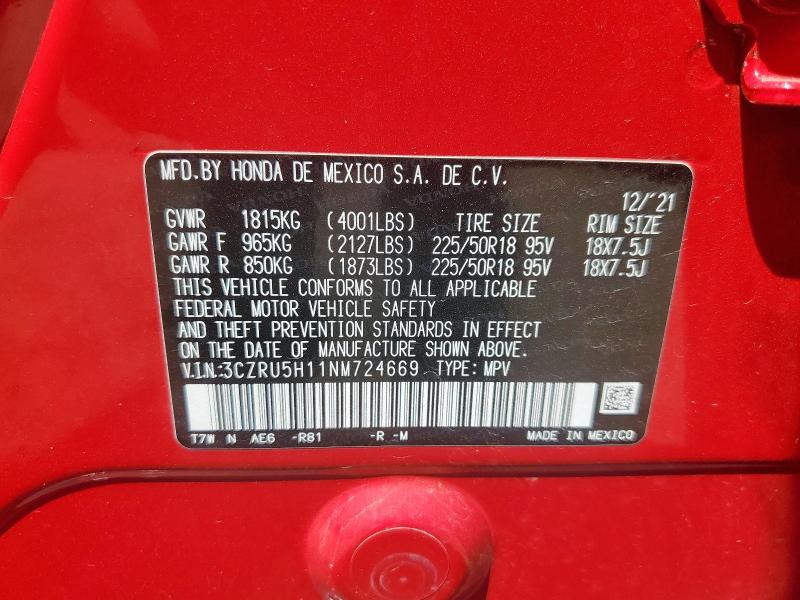 MFD.BY HONDA DE MEXICO S.A. DE C.V.
12/'21
GVWR 1815KG (4001LBS) TIRE SIZE RIM SIZE
GAWR F 965KG (2127LBS) 225/50R18 95V 18X7.5J
GAWR R 850KG (1873LBS) 225/50R18 95V 18X7.5J
THIS VEHICLE CONFORMS TO ALL APPLICABLE
FEDERAL MOTOR VEHICLE SAFETY
AND THEFT PREVENTION STANDARDS IN EFFECT
ON THE DATE OF MANUFACTURE SHOWN ABOVE.
V.I.N.:3CZRU5H11NM724669 TYPE: MPV
T7W N AE6 -R81 -R -M MADE IN MEXICO